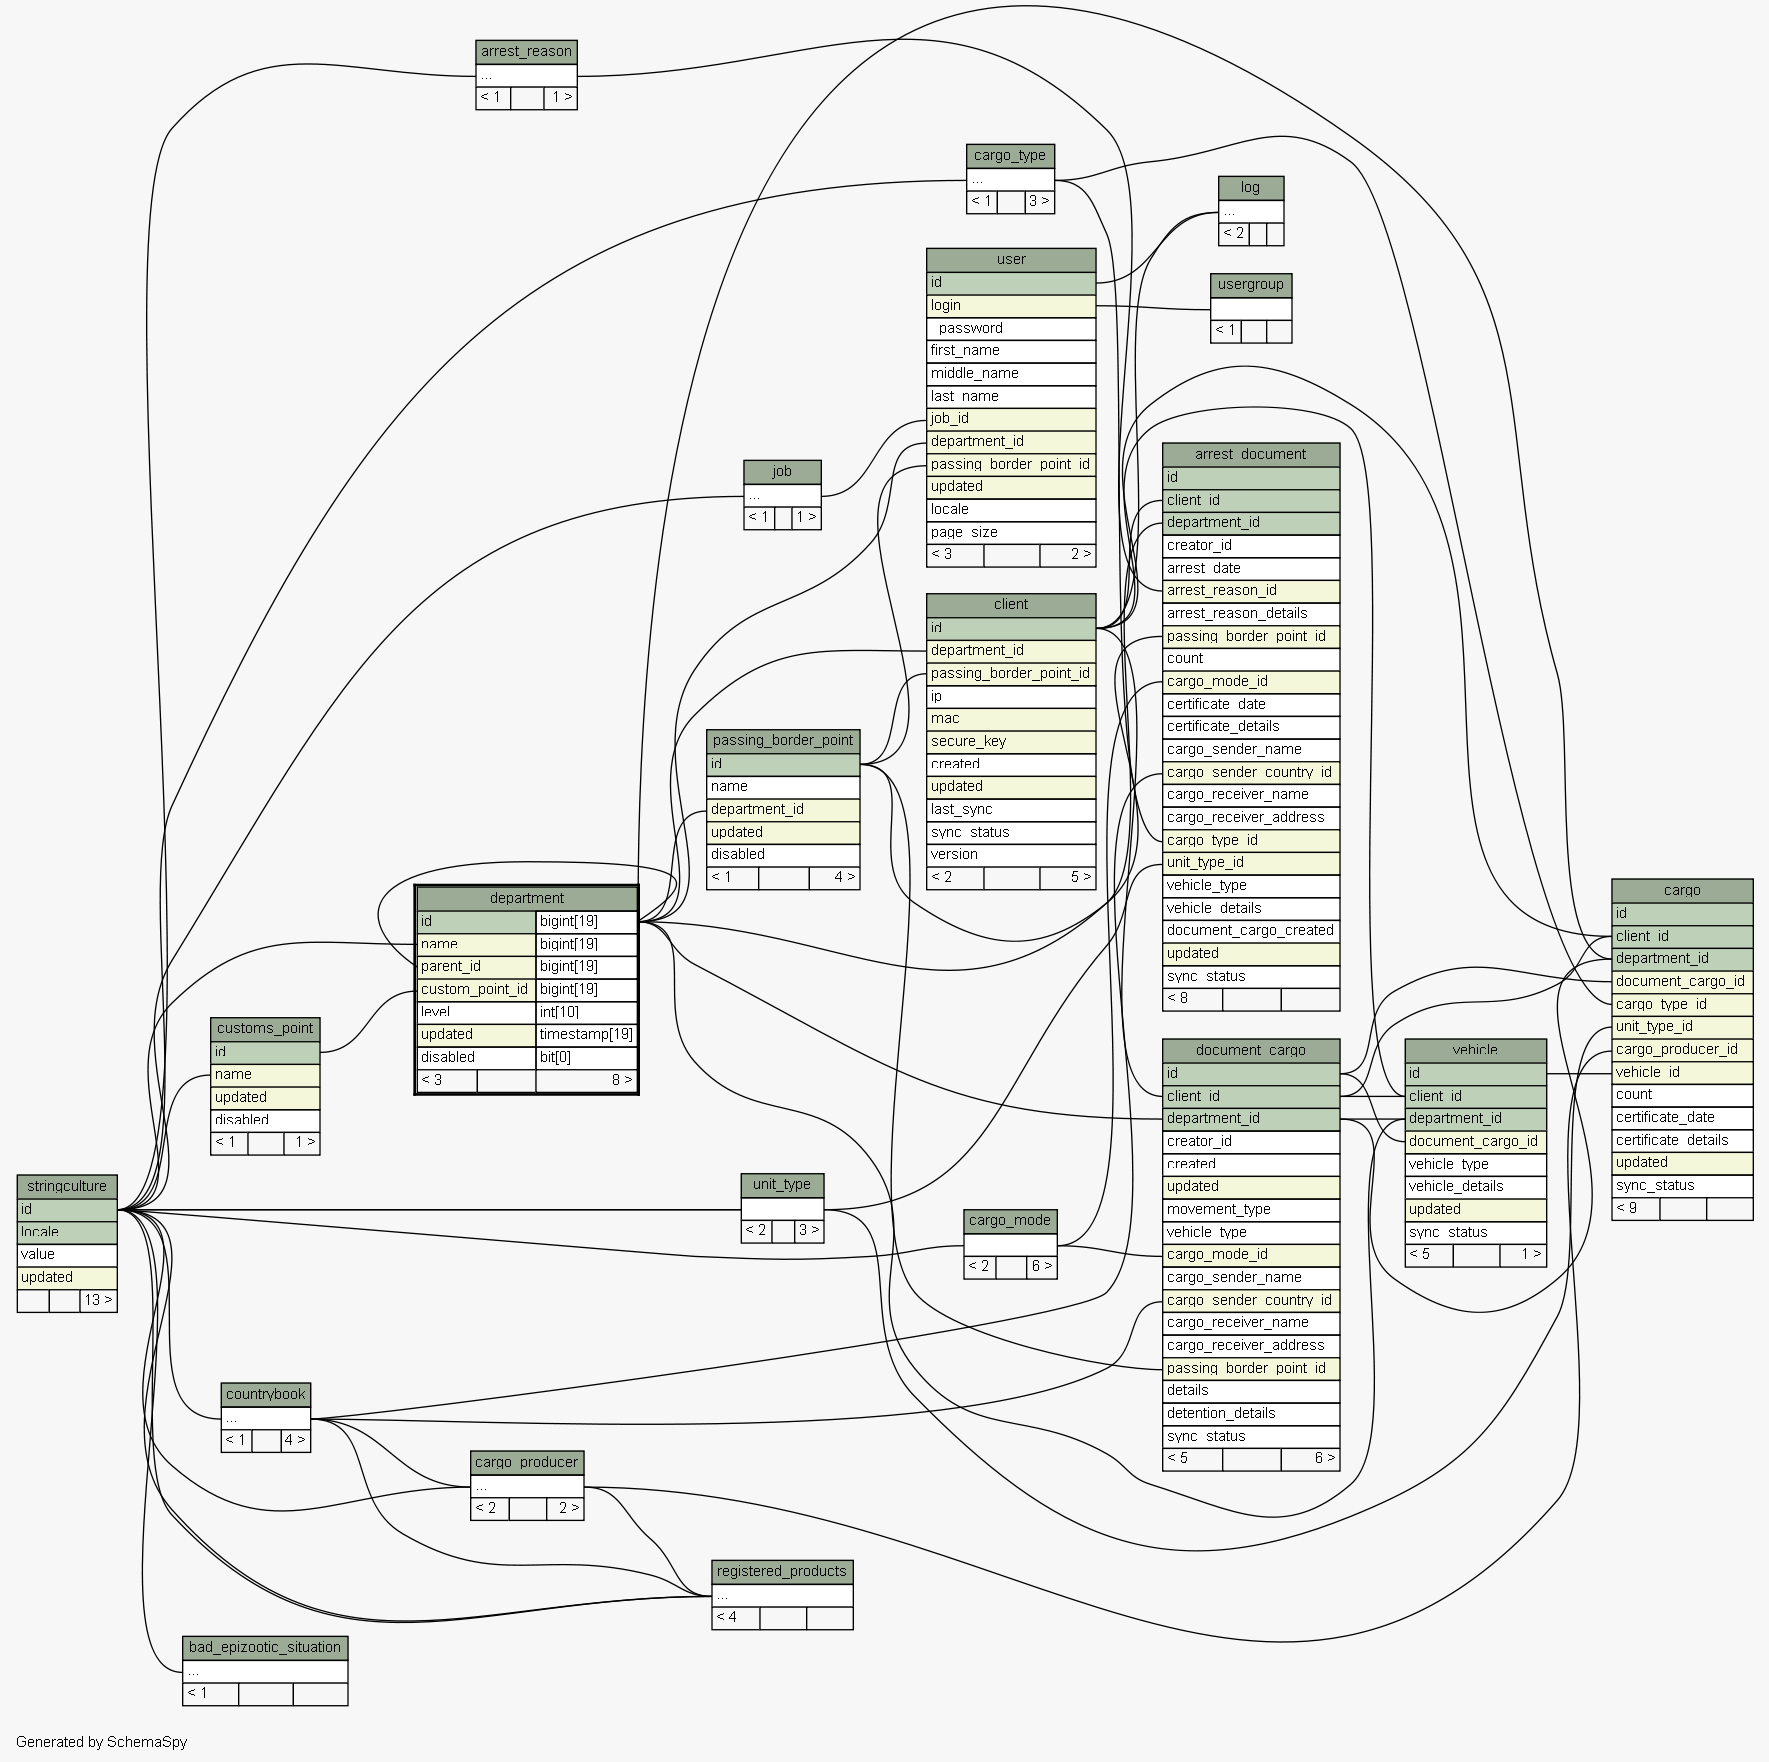 arrest_reason
...
< 1 1 >
cargo_type
...
< 1 3 >
log
...
< 2
user
id
login
_password
first_name
middle_name
last_name
job_id
department_id
passing_border_point_id
updated
locale
page_size
< 3 2 >
usergroup
< 1
job
...
< 1 1 >
arrest_document
id
client_id
department_id
creator_id
arrest_date
arrest_reason_id
arrest_reason_details
passing_border_point_id
count
cargo_mode_id
certificate_date
certificate_details
cargo_sender_name
cargo_sender_country_id
cargo_receiver_name
cargo_receiver_address
cargo_type_id
unit_type_id
vehicle_type
vehicle_details
document_cargo_created
updated
sync_status
< 8
client
id
department_id
passing_border_point_id
ip
mac
secure_key
created
updated
last_sync
sync_status
version
< 2 5 >
passing_border_point
id
name
department_id
updated
disabled
< 1 4 >
department
id bigint[19]
name bigint[19]
parent_id bigint[19]
custom_point_id bigint[19]
level int[10]
updated timestamp[19]
disabled bit[0]
< 3 8 >
cargo
id
client_id
department_id
document_cargo_id
cargo_type_id
unit_type_id
cargo_producer_id
vehicle_id
count
certificate_date
certificate_details
updated
sync_status
< 9
customs_point
id
name
updated
disabled
< 1 1 >
document_cargo
id
client_id
department_id
creator_id
created
updated
movement_type
vehicle_type
cargo_mode_id
cargo_sender_name
cargo_sender_country_id
cargo_receiver_name
cargo_receiver_address
passing_border_point_id
details
detention_details
sync_status
< 5 6 >
vehicle
id
client_id
department_id
document_cargo_id
vehicle_type
vehicle_details
updated
sync_status
< 5 1 >
stringculture
id
locale
value
updated
13 >
unit_type
< 2 3 >
cargo_mode
< 2 6 >
countrybook
...
< 1 4 >
cargo_producer
...
< 2 2 >
registered_products
...
< 4
bad_epizootic_situation
...
< 1
Generated by SchemaSpy